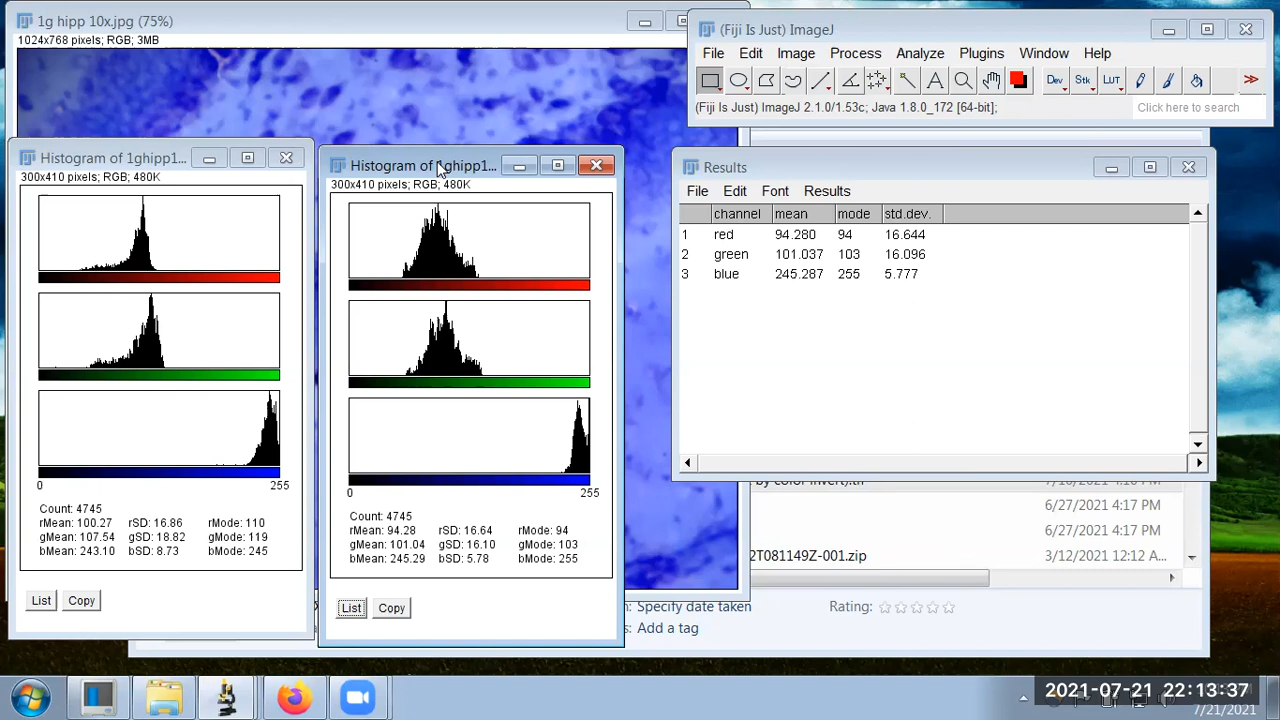 1g hipp 10x.jpg (75%)
1024x768 pixels; RGB; 3MB
(Fiji Is Just) ImageJ
File Edit Image Process Analyze Plugins Window Help
Dev Stk LUT
(Fiji Is Just) ImageJ 2.1.0/1.53c; Java 1.8.0_172 [64-bit];
Click here to search
Histogram of 1ghipp1...
300x410 pixels; RGB; 480K
0 255
Count: 4745
rMean: 100.27 rSD: 16.86 rMode: 110
gMean: 107.54 gSD: 18.82 gMode: 119
bMean: 243.10 bSD: 8.73 bMode: 245
List Copy
Histogram of 1ghipp1...
300x410 pixels; RGB; 480K
0 255
Count: 4745
rMean: 94.28 rSD: 16.64 rMode: 94
gMean: 101.04 gSD: 16.10 gMode: 103
bMean: 245.29 bSD: 5.78 bMode: 255
List Copy
Results
File Edit Font Results
channel mean mode std.dev.
1 red 94.280 94 16.644
2 green 101.037 103 16.096
3 blue 245.287 255 5.777
6/27/2021 4:17 PM
6/27/2021 4:17 PM
2T081149Z-001.zip 3/12/2021 12:12 A...
Specify date taken Rating:
Add a tag
2021-07-21 22:13:37
7/21/2021